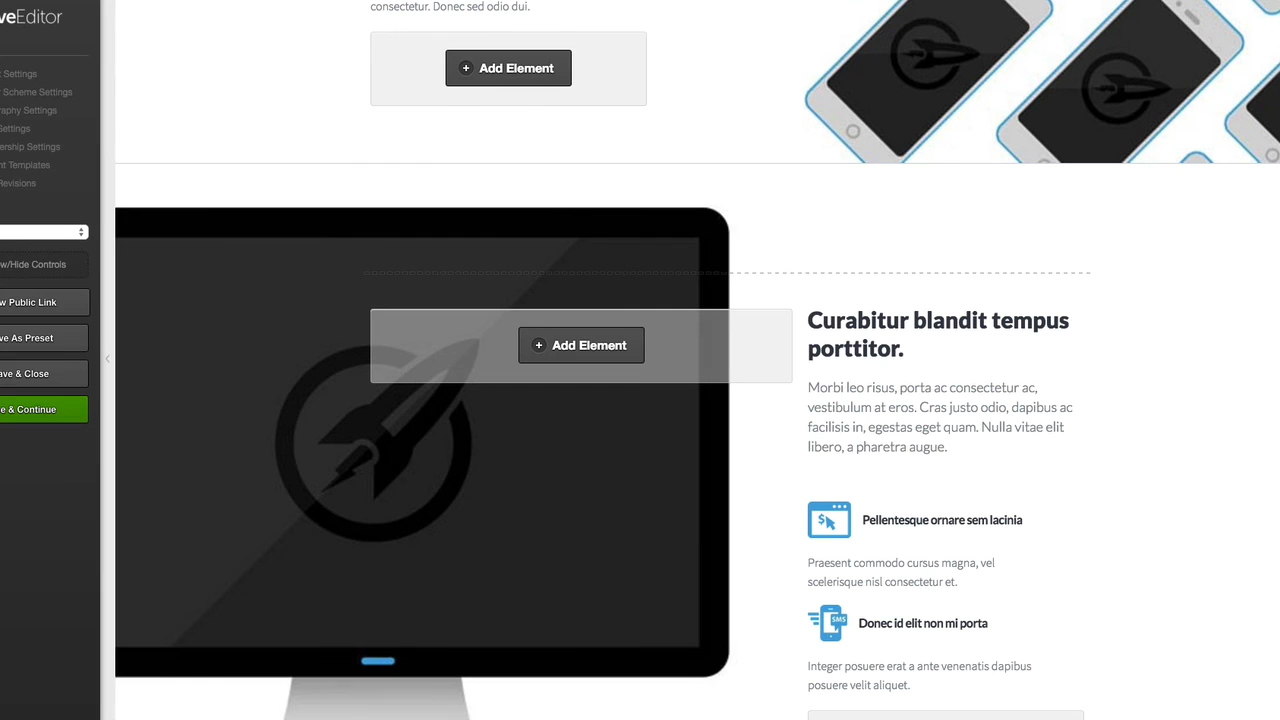 veEditor
Settings
Scheme Settings
raphy Settings
Settings
ership Settings
nt Templates
Revisions
w/Hide Controls
w Public Link
ve As Preset
ave & Close
e & Continue
consectetur. Donec sed odio dui.
+ Add Element
+ Add Element
Curabitur blandit tempus
porttitor.
Morbi leo risus, porta ac consectetur ac,
vestibulum at eros. Cras justo odio, dapibus ac
facilisis in, egestas eget quam. Nulla vitae elit
libero, a pharetra augue.
$
Pellentesque ornare sem lacinia
Praesent commodo cursus magna, vel
scelerisque nisl consectetur et.
SMS
Donec id elit non mi porta
Integer posuere erat a ante venenatis dapibus
posuere velit aliquet.